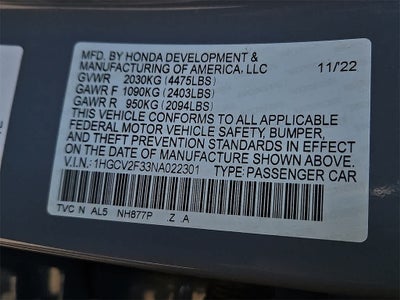 MFD. BY HONDA DEVELOPMENT &
MANUFACTURING OF AMERICA, LLC 11/'22
GVWR 2030KG (4475LBS)
GAWR F 1090KG (2403LBS)
GAWR R 950KG (2094LBS)
THIS VEHICLE CONFORMS TO ALL APPLICABLE
FEDERAL MOTOR VEHICLE SAFETY, BUMPER,
AND THEFT PREVENTION STANDARDS IN EFFECT
ON THE DATE OF MANUFACTURE SHOWN ABOVE.
V.I.N.: 1HGCV2F33NA022301 TYPE: PASSENGER CAR
TVC N AL5 NH877P .Z .A